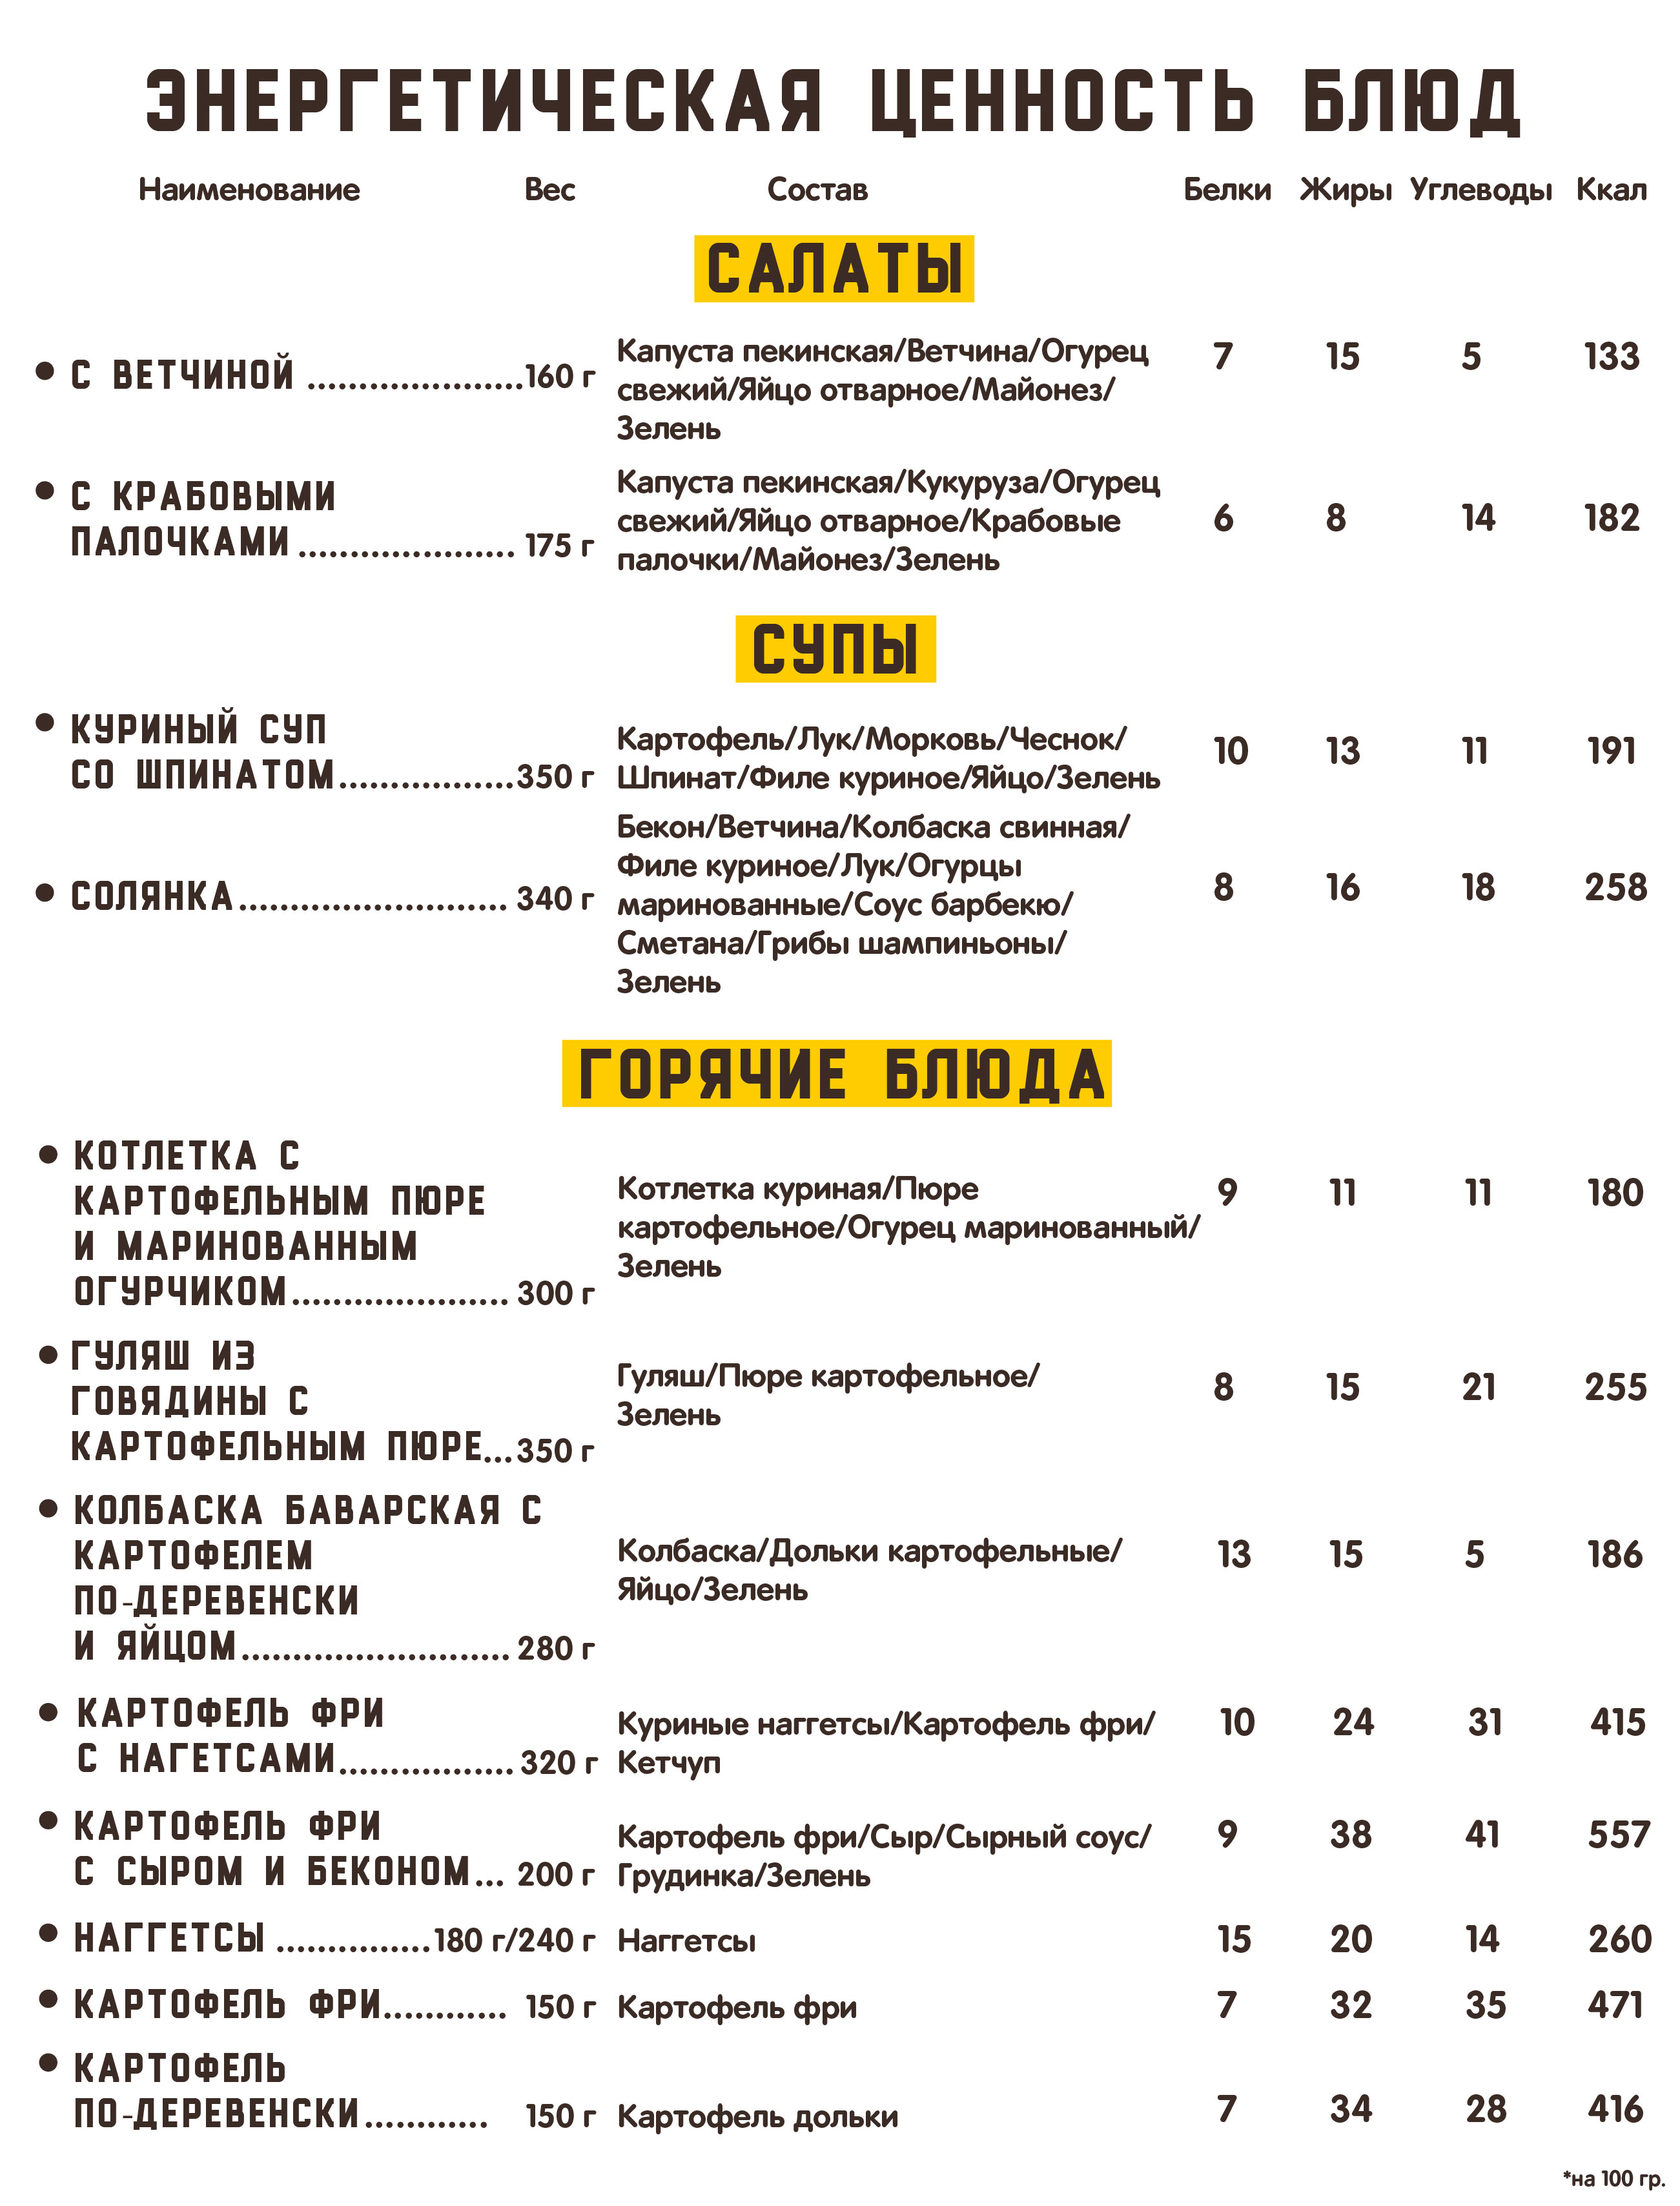 ЭНЕРГЕТИЧЕСКАЯ ЦЕННОСТЬ БЛЮД
Наименование Вес Состав Белки Жиры Углеводы Ккал
САЛАТЫ
• С ВЕТЧИНОЙ .....................160 г
Капуста пекинская/Ветчина/Огурец
свежий/Яйцо отварное/Майонез/
Зелень
7 15 5 133
• С КРАБОВЫМИ
ПАЛОЧКАМИ ..................... 175 г
Капуста пекинская/Кукуруза/Огурец
свежий/Яйцо отварное/Крабовые
палочки/Майонез/Зелень
6 8 14 182
СУПЫ
• КУРИНЫЙ СУП
СО ШПИНАТОМ.................350 г
Картофель/Лук/Морковь/Чеснок/
Шпинат/Филе куриное/Яйцо/Зелень
10 13 11 191
• СОЛЯНКА.......................... 340 г
Бекон/Ветчина/Колбаска свинная/
Филе куриное/Лук/Огурцы
маринованные/Соус барбекю/
Сметана/Грибы шампиньоны/
Зелень
8 16 18 258
ГОРЯЧИЕ БЛЮДА
• КОТЛЕТКА С
КАРТОФЕЛЬНЫМ ПЮРЕ
И МАРИНОВАННЫМ
ОГУРЧИКОМ..................... 300 г
Котлетка куриная/Пюре
картофельное/Огурец маринованный/
Зелень
9 11 11 180
• ГУЛЯШ ИЗ
ГОВЯДИНЫ С
КАРТОФЕЛЬНЫМ ПЮРЕ...350 г
Гуляш/Пюре картофельное/
Зелень
8 15 21 255
• КОЛБАСКА БАВАРСКАЯ С
КАРТОФЕЛЕМ
ПО-ДЕРЕВЕНСКИ
И ЯЙЦОМ.......................... 280 г
Колбаска/Дольки картофельные/
Яйцо/Зелень
13 15 5 186
• КАРТОФЕЛЬ ФРИ
С НАГЕТСАМИ................. 320 г
Куриные наггетсы/Картофель фри/
Кетчуп
10 24 31 415
• КАРТОФЕЛЬ ФРИ
С СЫРОМ И БЕКОНОМ... 200 г
Картофель фри/Сыр/Сырный соус/
Грудинка/Зелень
9 38 41 557
• НАГГЕТСЫ ...............180 г/240 г Наггетсы 15 20 14 260
• КАРТОФЕЛЬ ФРИ............ 150 г Картофель фри 7 32 35 471
• КАРТОФЕЛЬ
ПО-ДЕРЕВЕНСКИ............ 150 г Картофель дольки 7 34 28 416
*на 100 гр.